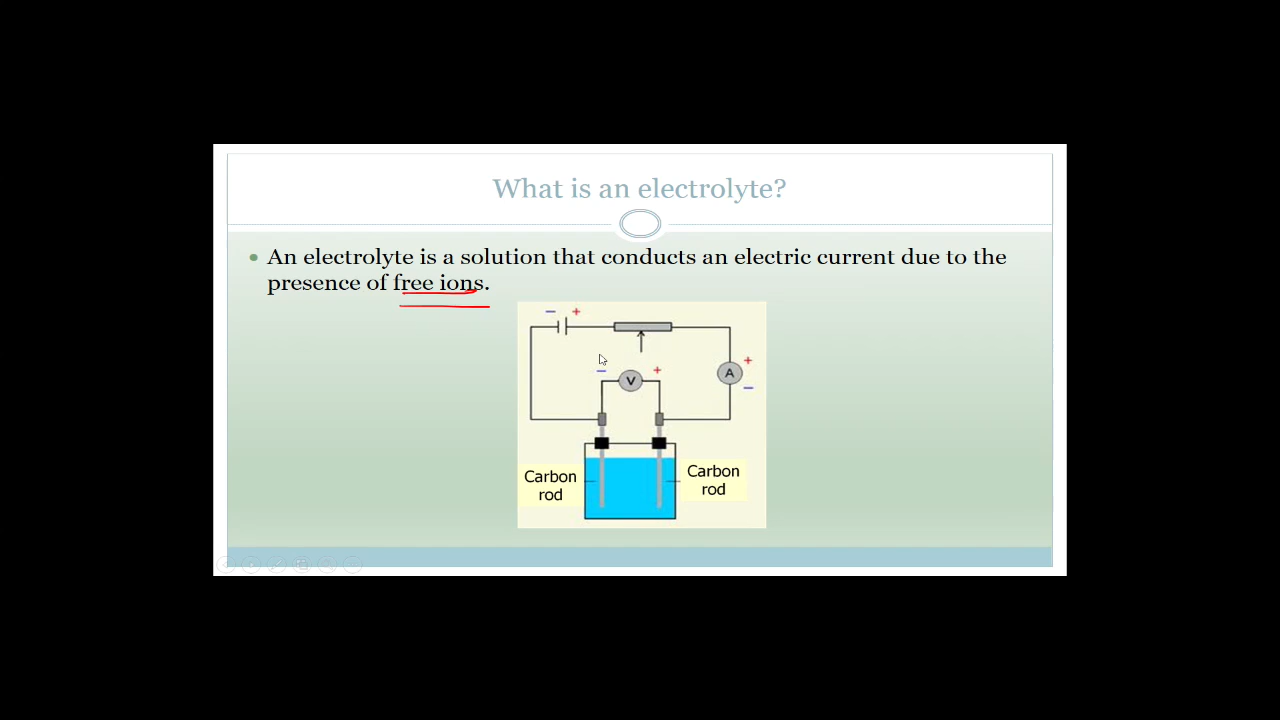 What is an electrolyte?
• An electrolyte is a solution that conducts an electric current due to the
presence of free ions.
− +
− V +
A + −
Carbon
rod
Carbon
rod